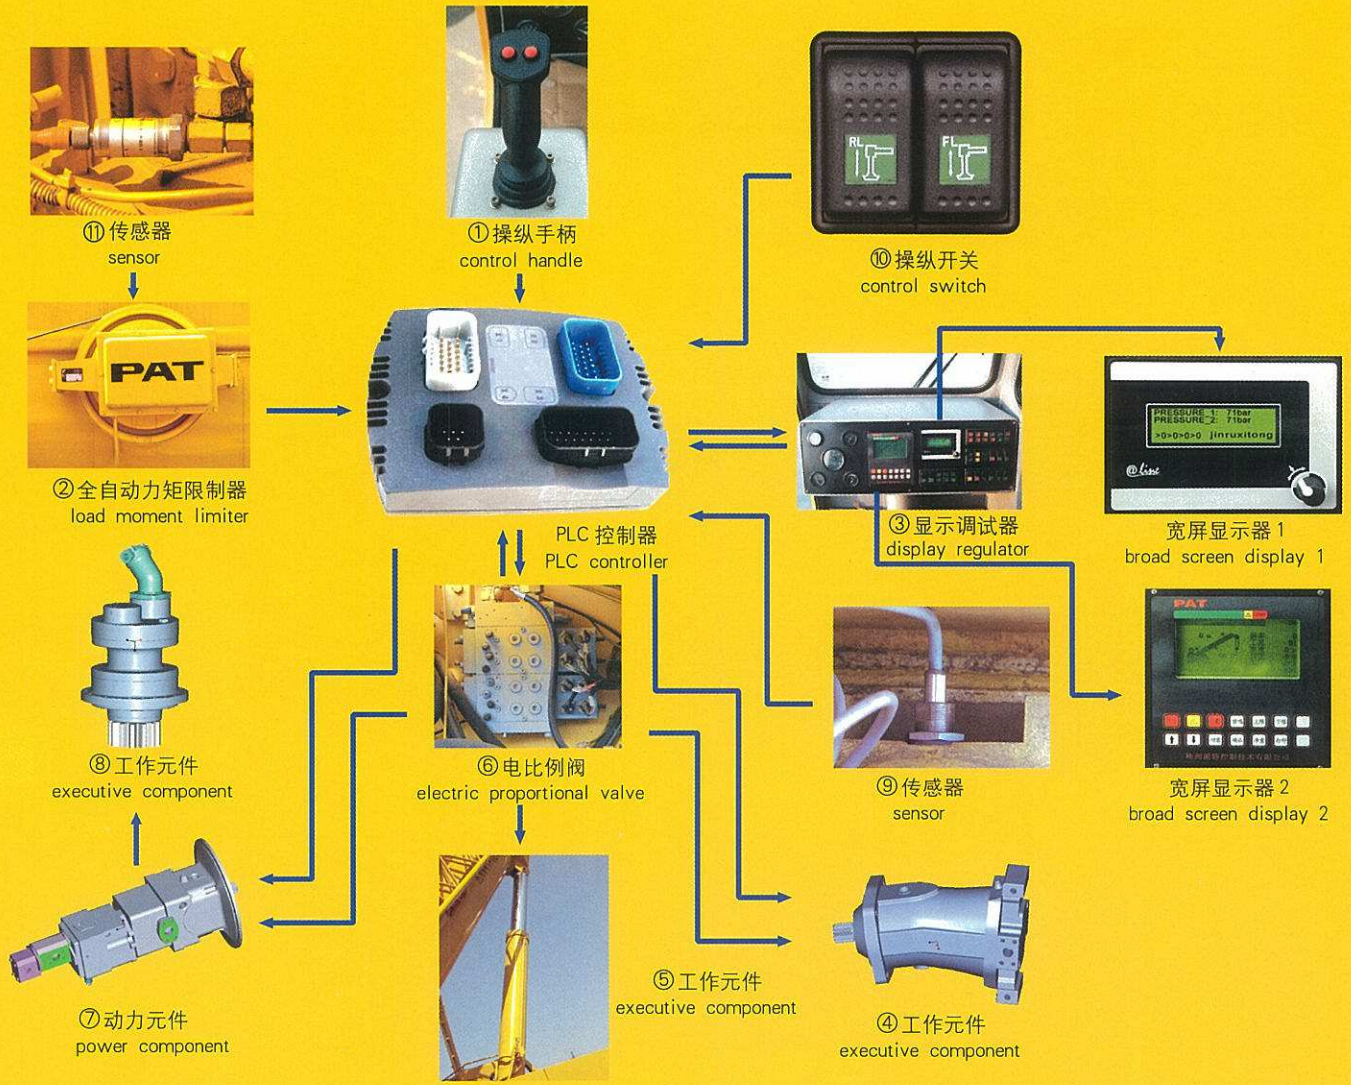 ⑪传感器
sensor
①操纵手柄
control handle
RL
FL
⑩操纵开关
control switch
PAT
②全自动力矩限制器
load moment limiter
PLC 控制器
PLC controller
③显示调试器
display regulator
PRESSURE_1: 71bar
PRESSURE_2: 71bar
>0>0>0>0 jinruxitong
@line
宽屏显示器1
broad screen display 1
⑧工作元件
executive component
⑥电比例阀
electric proportional valve
⑨传感器
sensor
PAT
宽屏显示器2
broad screen display 2
⑦动力元件
power component
⑤工作元件
executive component
④工作元件
executive component